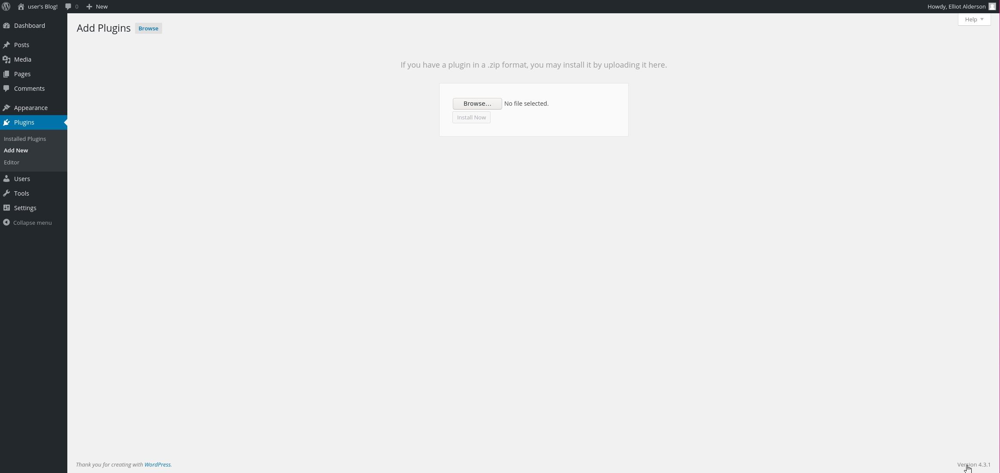 user's Blog! 0 New Howdy, Elliot Alderson
Help
Add Plugins Browse
Dashboard
Posts
Media
Pages
Comments
Appearance
Plugins
Installed Plugins
Add New
Editor
Users
Tools
Settings
Collapse menu
If you have a plugin in a .zip format, you may install it by uploading it here.
Browse... No file selected.
Install Now
Thank you for creating with WordPress.
Version 4.3.1